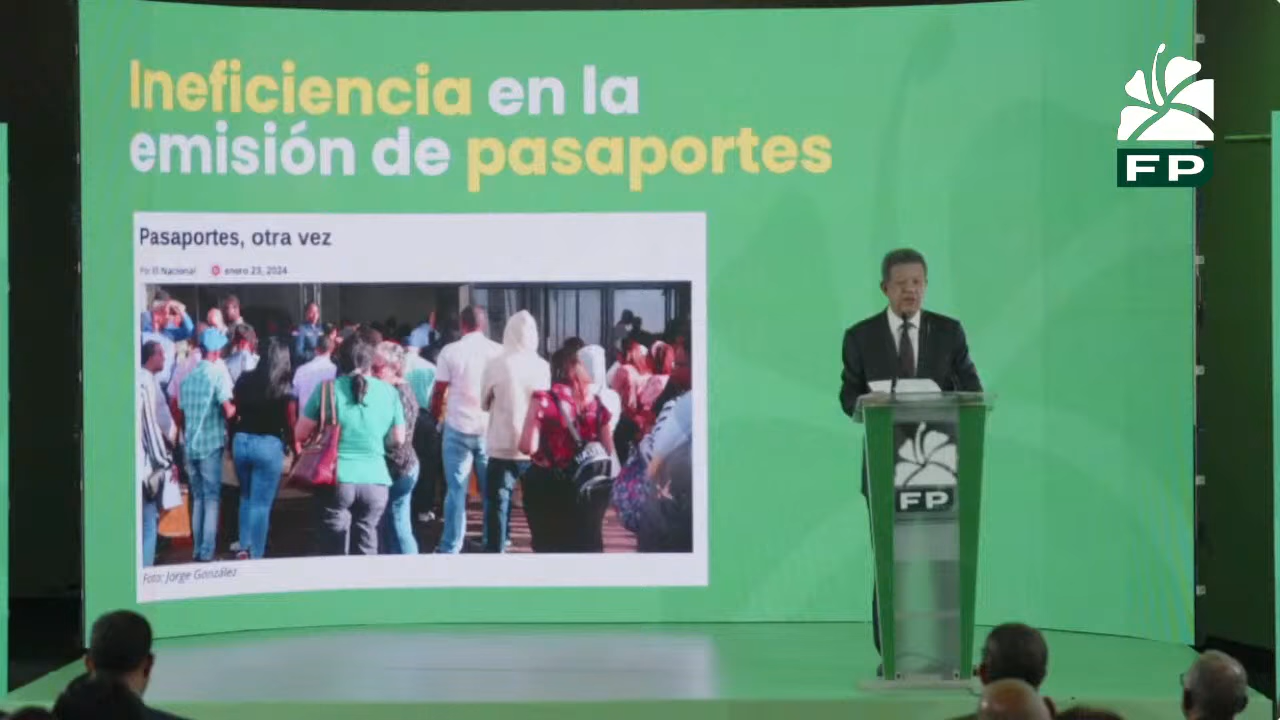 Ineficiencia en la
emisión de pasaportes
FP
Pasaportes, otra vez
Por El Nacional enero 23, 2024
FP
Foto: Jorge González